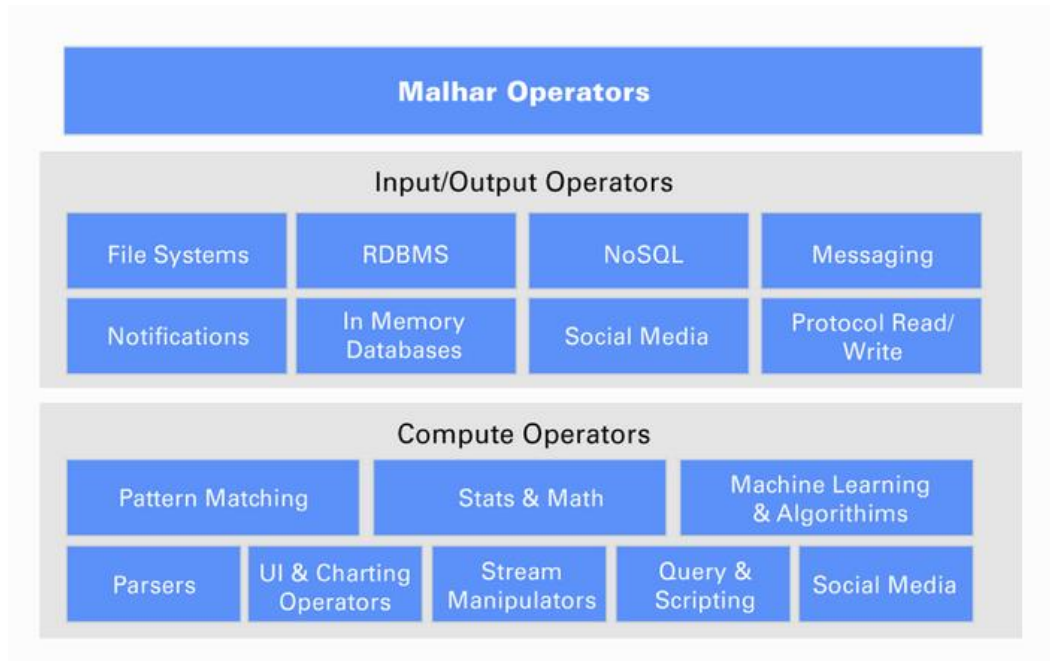 Malhar Operators
Input/Output Operators
File Systems
RDBMS
NoSQL
Messaging
Notifications
In Memory
Databases
Social Media
Protocol Read/
Write
Compute Operators
Pattern Matching
Stats & Math
Machine Learning
& Algorithims
Parsers
UI & Charting
Operators
Stream
Manipulators
Query &
Scripting
Social Media